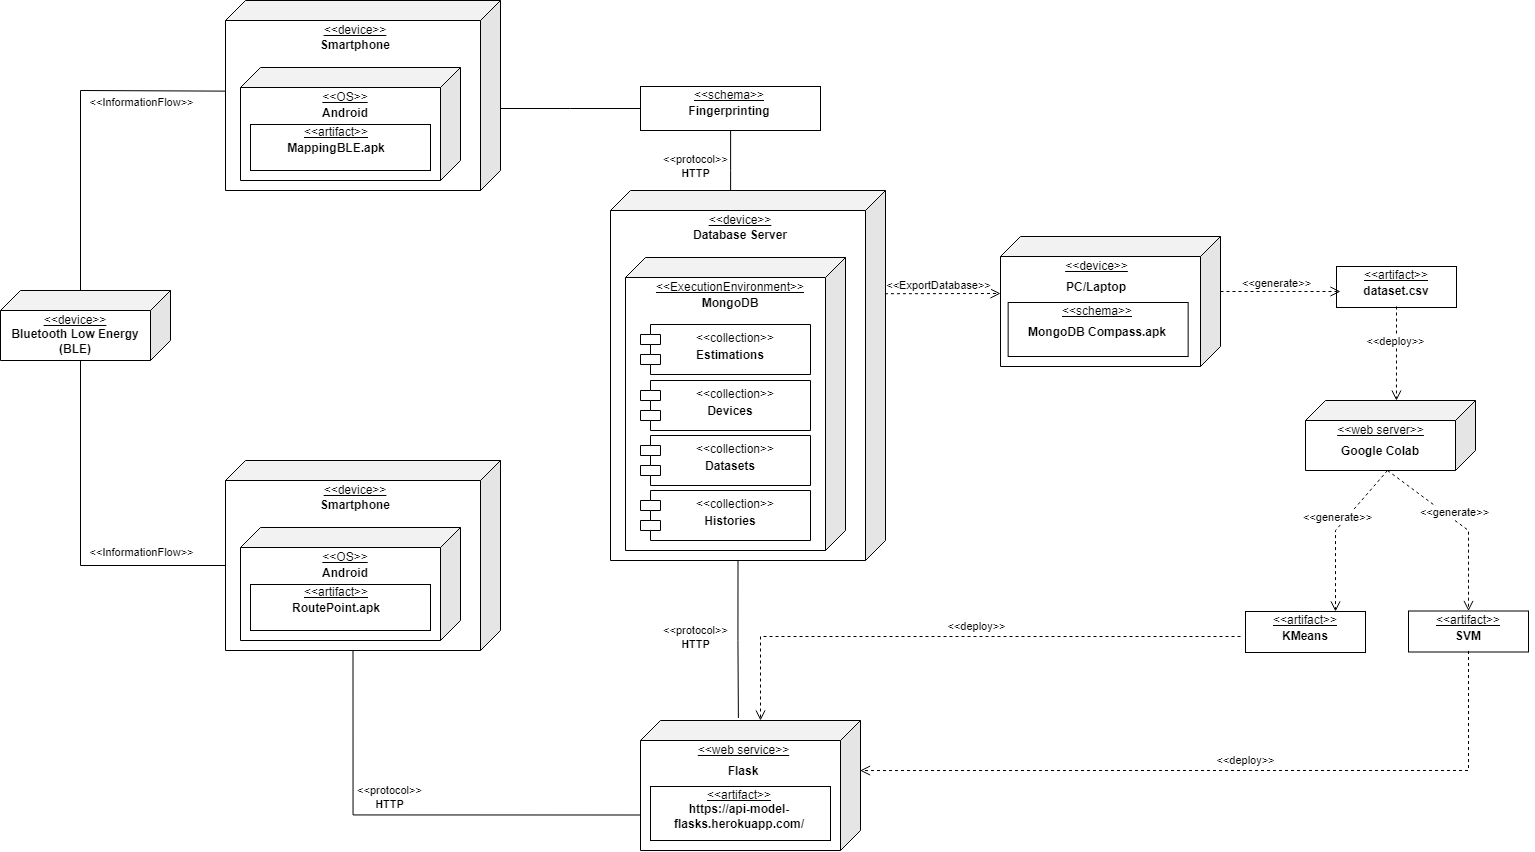 <<device>>
Smartphone
<<OS>>
Android
<<artifact>>
MappingBLE.apk
<<InformationFlow>>
<<schema>>
Fingerprinting
<<protocol>>
HTTP
<<device>>
Database Server
<<ExecutionEnvironment>>
MongoDB
<<collection>>
Estimations
<<collection>>
Devices
<<collection>>
Datasets
<<collection>>
Histories
<<ExportDatabase>>
<<device>>
PC/Laptop
<<schema>>
MongoDB Compass.apk
<<generate>>
<<artifact>>
dataset.csv
<<deploy>>
<<web server>>
Google Colab
<<generate>>
<<generate>>
<<artifact>>
KMeans
<<artifact>>
SVM
<<deploy>>
<<deploy>>
<<device>>
Bluetooth Low Energy
(BLE)
<<InformationFlow>>
<<device>>
Smartphone
<<OS>>
Android
<<artifact>>
RoutePoint.apk
<<protocol>>
HTTP
<<protocol>>
HTTP
<<web service>>
Flask
<<artifact>>
https://api-model-
flasks.herokuapp.com/